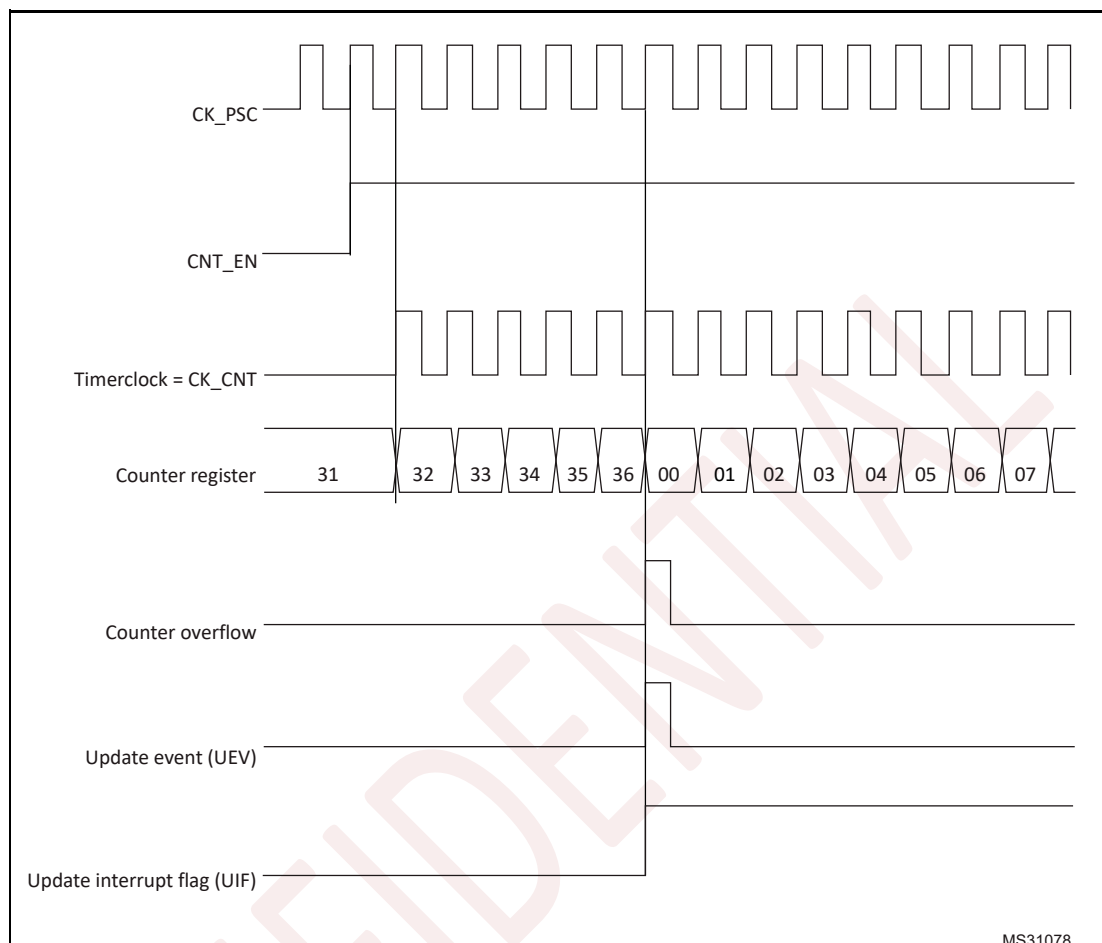 CK_PSC
CNT_EN
Timerclock = CK_CNT
Counter register 31 32 33 34 35 36 00 01 02 03 04 05 06 07
Counter overflow
Update event (UEV)
Update interrupt flag (UIF)
MS31078